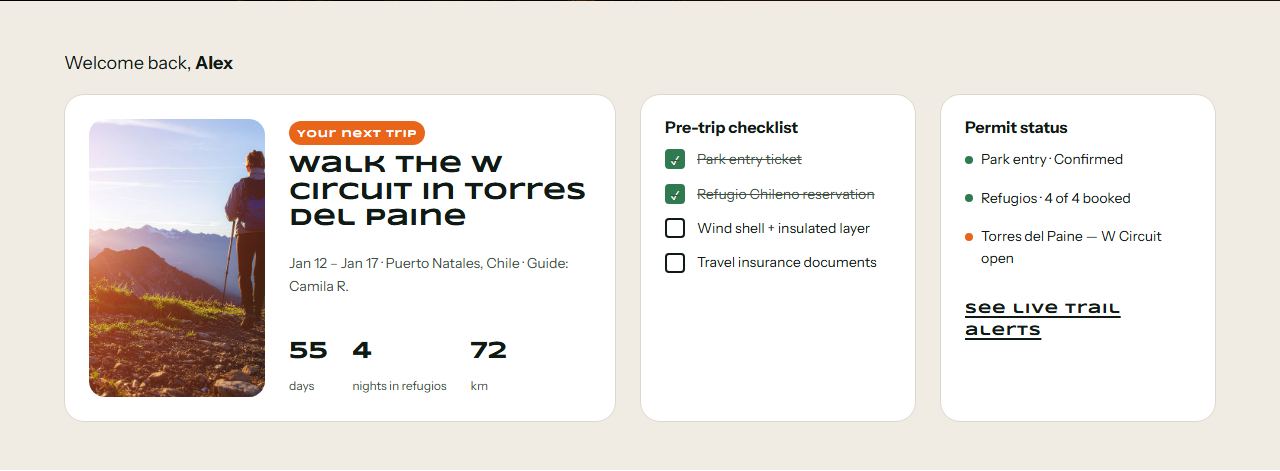 Welcome back, Alex
Your next trip
Walk the W
Circuit in Torres
del Paine
Jan 12 – Jan 17 · Puerto Natales, Chile · Guide:
Camila R.
55
days
4
nights in refugios
72
km
Pre-trip checklist
Park entry ticket
Refugio Chileno reservation
Wind shell + insulated layer
Travel insurance documents
Permit status
Park entry · Confirmed
Refugios · 4 of 4 booked
Torres del Paine — W Circuit
open
See live trail
alerts